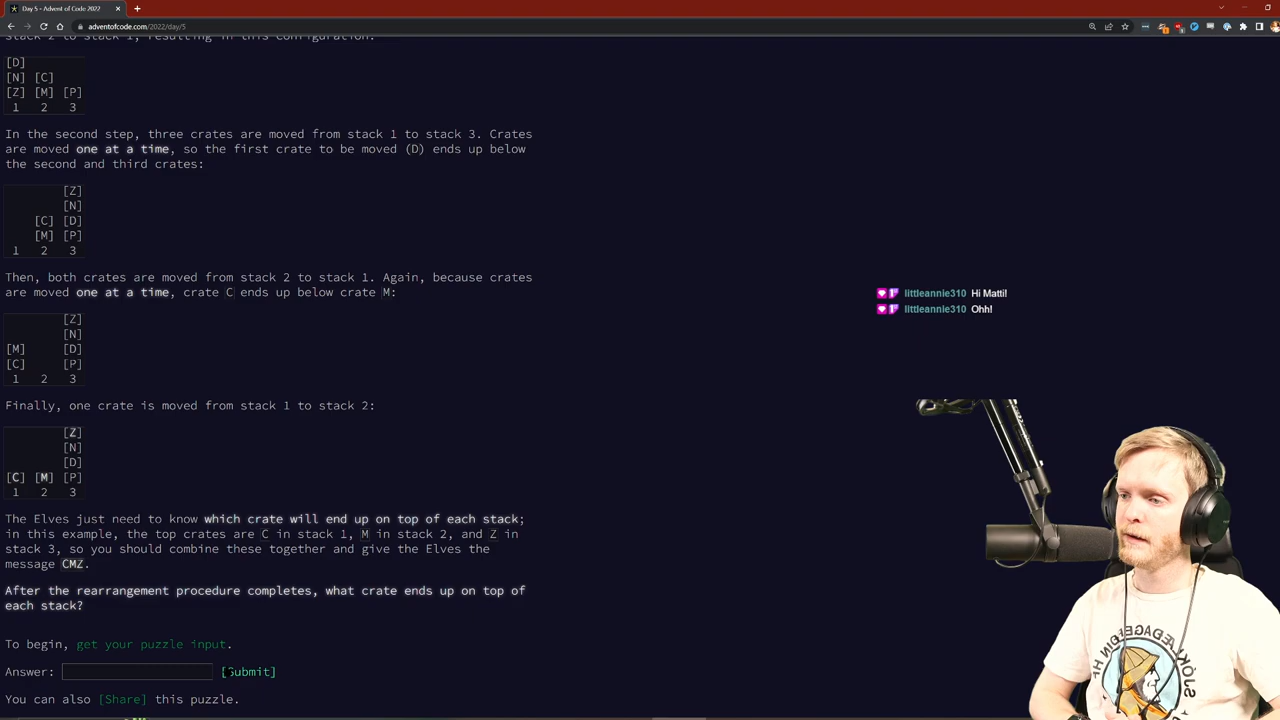 Day 5 - Advent of Code 2022
adventofcode.com/2022/day/5
stack 2 to stack 1, resulting in this configuration:
[D]
[N] [C]
[Z] [M] [P]
1 2 3
In the second step, three crates are moved from stack 1 to stack 3. Crates
are moved one at a time, so the first crate to be moved (D) ends up below
the second and third crates:
[Z]
[N]
[C] [D]
[M] [P]
1 2 3
Then, both crates are moved from stack 2 to stack 1. Again, because crates
are moved one at a time, crate C ends up below crate M:
[Z]
[N]
[M] [D]
[C] [P]
1 2 3
Finally, one crate is moved from stack 1 to stack 2:
[Z]
[N]
[D]
[C] [M] [P]
1 2 3
The Elves just need to know which crate will end up on top of each stack;
in this example, the top crates are C in stack 1, M in stack 2, and Z in
stack 3, so you should combine these together and give the Elves the
message CMZ.
After the rearrangement procedure completes, what crate ends up on top of
each stack?
To begin, get your puzzle input.
Answer: [Submit]
You can also [Share] this puzzle.
littleannie310 Hi Matti!
littleannie310 Ohh!